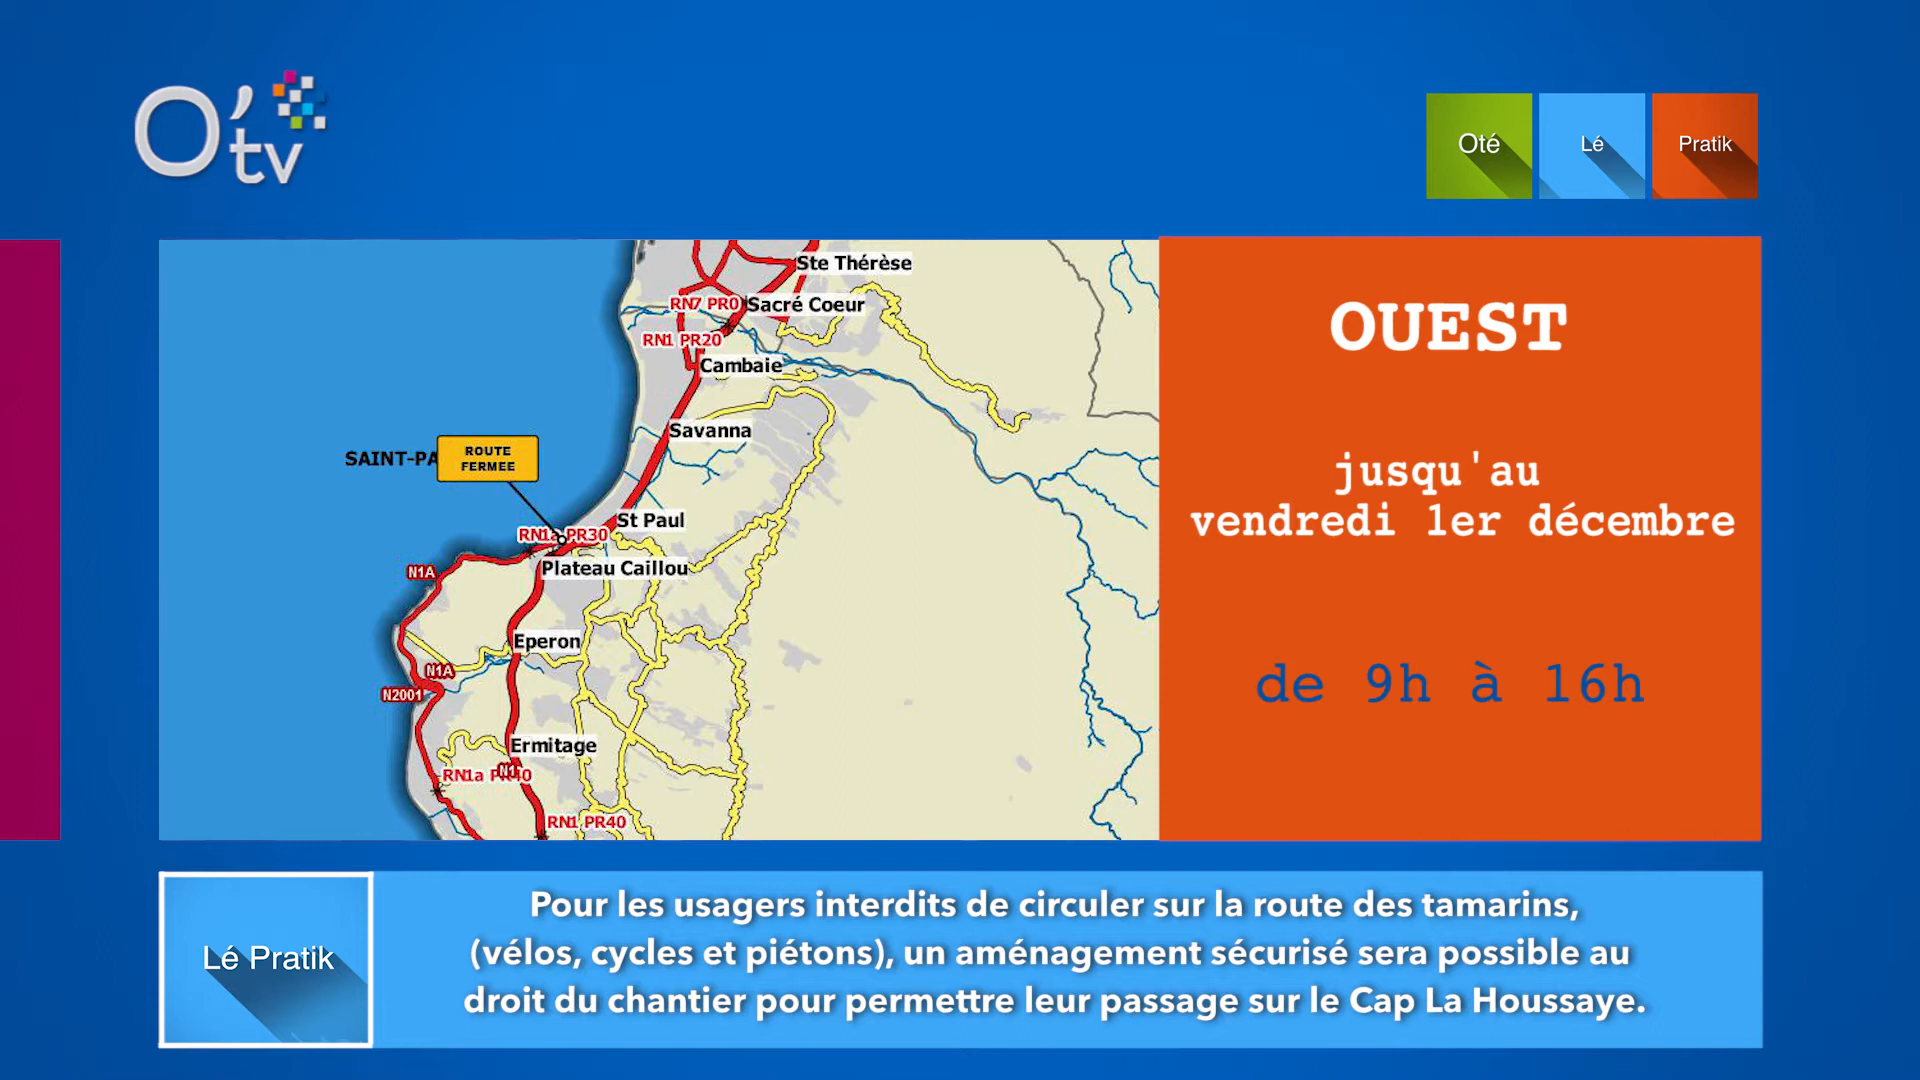 O'tv
Oté
Lé
Pratik
Ste Thérèse
RN7 PR0
Sacré Coeur
RN1 PR20
Cambaie
Savanna
SAINT-PA
ROUTE
FERMEE
St Paul
RN1a PR30
Plateau Caillou
N1A
Eperon
N1A
N2001
Ermitage
RN1a PR40
N1
RN1 PR40
OUEST
jusqu'au
vendredi 1er décembre
de 9h à 16h
Lé Pratik
Pour les usagers interdits de circuler sur la route des tamarins,
(vélos, cycles et piétons), un aménagement sécurisé sera possible au
droit du chantier pour permettre leur passage sur le Cap La Houssaye.